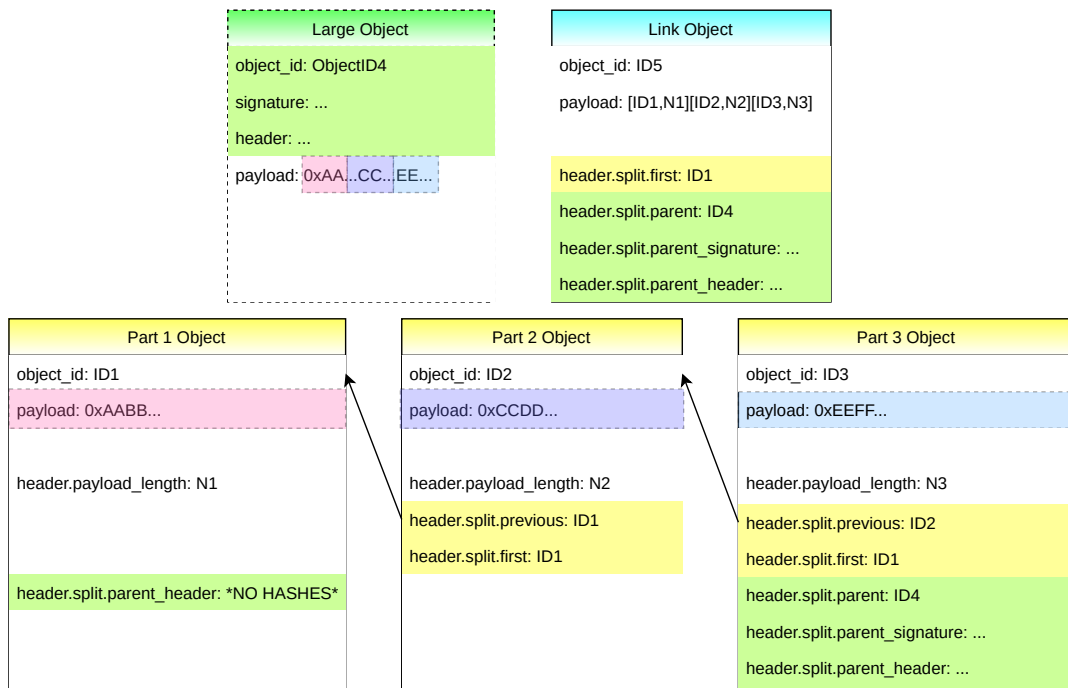 Large Object
object_id: ObjectID4
signature: ...
header: ...
payload: 0xAA...CC...EE...
Link Object
object_id: ID5
payload: [ID1,N1][ID2,N2][ID3,N3]
header.split.first: ID1
header.split.parent: ID4
header.split.parent_signature: ...
header.split.parent_header: ...
Part 1 Object
object_id: ID1
payload: 0xAABB...
header.payload_length: N1
header.split.parent_header: *NO HASHES*
Part 2 Object
object_id: ID2
payload: 0xCCDD...
header.payload_length: N2
header.split.previous: ID1
header.split.first: ID1
Part 3 Object
object_id: ID3
payload: 0xEEFF...
header.payload_length: N3
header.split.previous: ID2
header.split.first: ID1
header.split.parent: ID4
header.split.parent_signature: ...
header.split.parent_header: ...